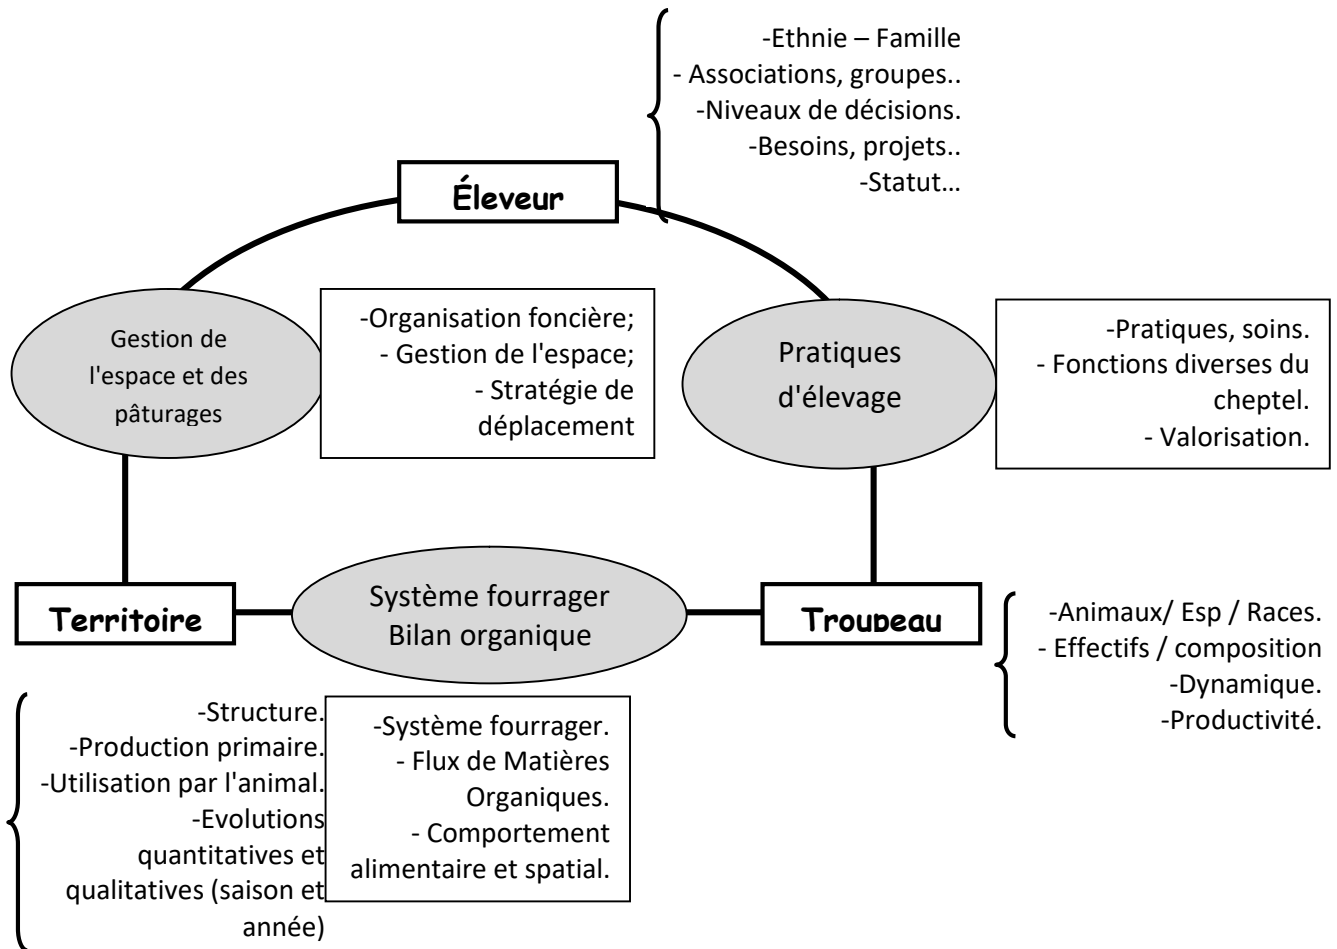 -Ethnie – Famille
- Associations, groupes..
-Niveaux de décisions.
-Besoins, projets..
-Statut…
Éleveur
Gestion de
l'espace et des
pâturages
-Organisation foncière;
- Gestion de l'espace;
- Stratégie de
déplacement
Pratiques
d'élevage
-Pratiques, soins.
- Fonctions diverses du
cheptel.
- Valorisation.
Territoire
Système fourrager
Bilan organique
Troupeau
-Animaux/ Esp / Races.
- Effectifs / composition
-Dynamique.
-Productivité.
-Structure.
-Production primaire.
-Utilisation par l'animal.
-Evolutions
quantitatives et
qualitatives (saison et
année)
-Système fourrager.
- Flux de Matières
Organiques.
- Comportement
alimentaire et spatial.